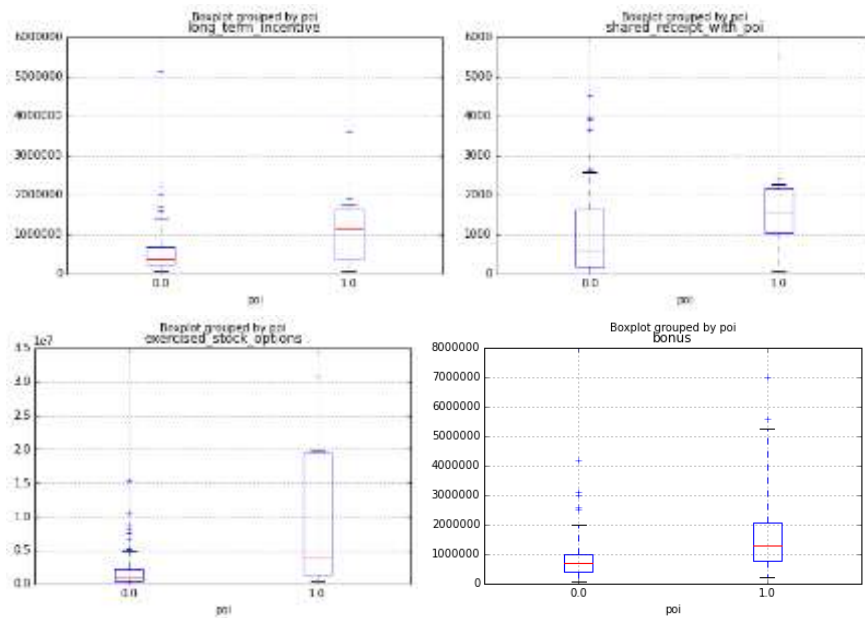 Boxplot grouped by poi
long_term_incentive
6000000
5000000
4000000
3000000
2000000
1000000
0
0.0 1.0
poi
Boxplot grouped by poi
shared_receipt_with_poi
6000
5000
4000
3000
2000
1000
0
0.0 1.0
poi
Boxplot grouped by poi
exercised_stock_options
1e7
3.5
3.0
2.5
2.0
1.5
1.0
0.5
0.0
0.0 1.0
poi
Boxplot grouped by poi
bonus
8000000
7000000
6000000
5000000
4000000
3000000
2000000
1000000
0
0.0 1.0
poi